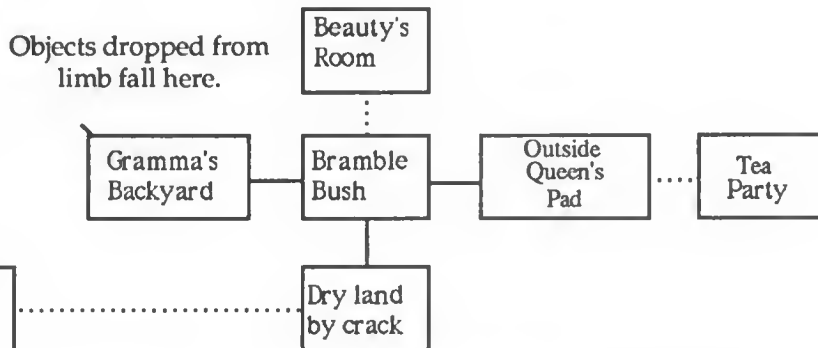 Objects dropped from
limb fall here.
Beauty's
Room
Gramma's
Backyard
Bramble
Bush
Outside
Queen's
Pad
Tea
Party
Dry land
by crack